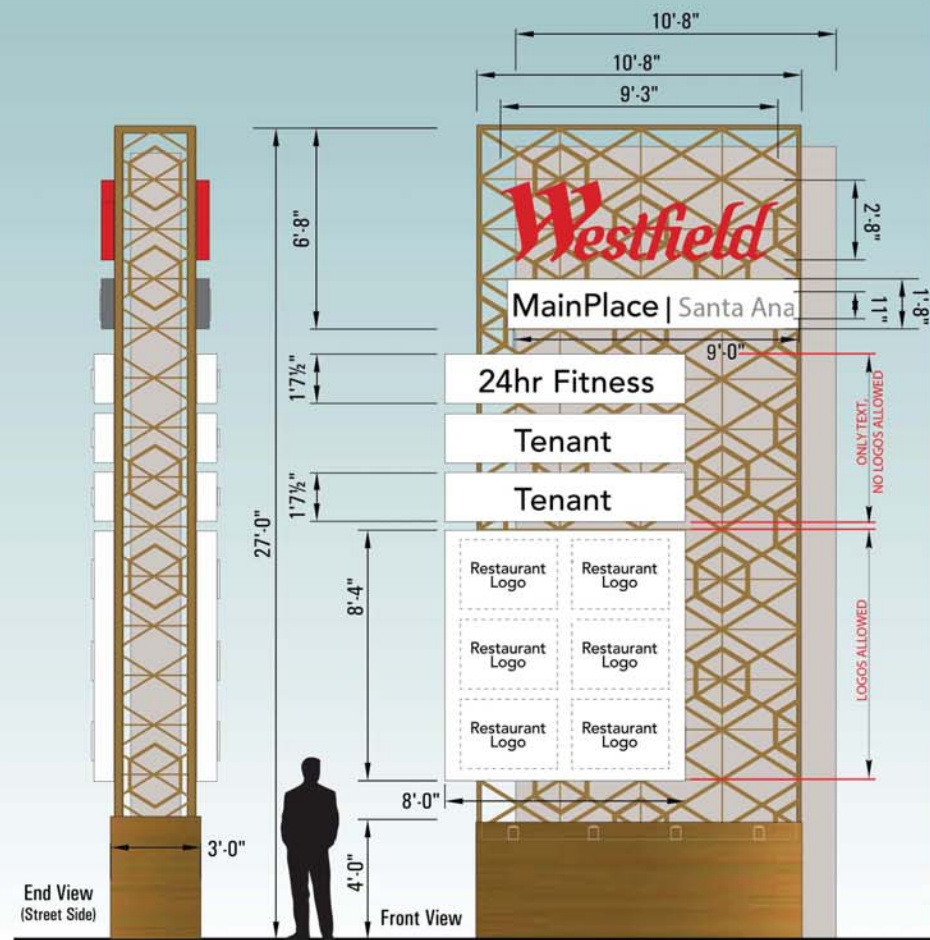 10'-8"
10'-8"
9'-3"
6'-8"
2'-8"
Westfield
MainPlace | Santa Ana
11"
1'-8"
9'-0"
1'7½"
24hr Fitness
Tenant
1'7½"
Tenant
ONLY TEXT,
NO LOGOS ALLOWED
27'-0"
8'-4"
Restaurant
Logo
Restaurant
Logo
Restaurant
Logo
Restaurant
Logo
Restaurant
Logo
Restaurant
Logo
LOGOS ALLOWED
8'-0"
3'-0"
4'-0"
End View
(Street Side)
Front View